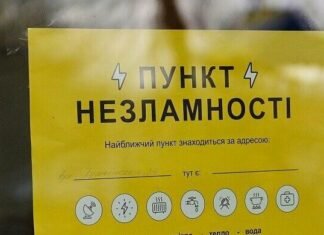 ПУНКТ
НЕЗЛАМНОСТІ
Найближчий пункт знаходиться за адресою:
тут є:
тепло - вода